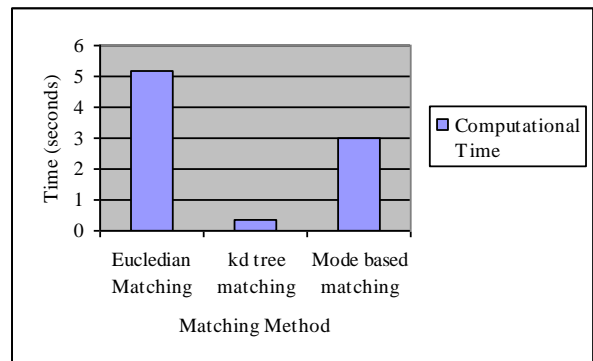 6
5
4
3
2
1
0
Time (seconds)
Eucledian
Matching
kd tree
matching
Mode based
matching
Matching Method
Computational
Time